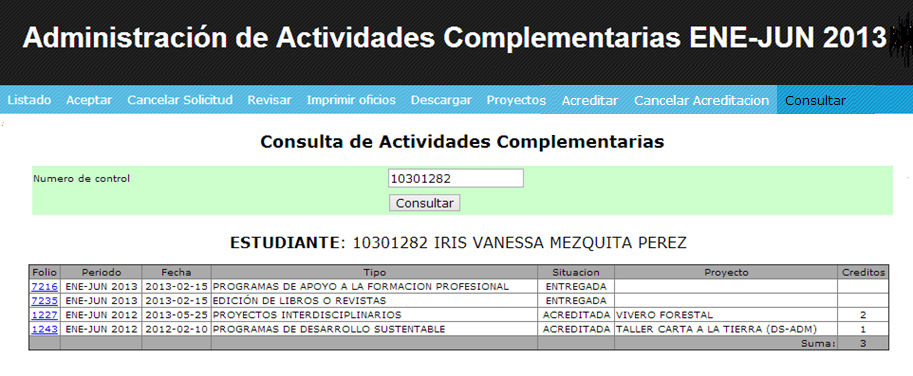 Administración de Actividades Complementarias ENE-JUN 2013
Listado Aceptar Cancelar Solicitud Revisar Imprimir oficios Descargar Proyectos Acreditar Cancelar Acreditacion Consultar
Consulta de Actividades Complementarias
Numero de control 10301282
Consultar
ESTUDIANTE: 10301282 IRIS VANESSA MEZQUITA PEREZ
Folio Periodo Fecha Tipo Situacion Proyecto Creditos
7216 ENE-JUN 2013 2013-02-15 PROGRAMAS DE APOYO A LA FORMACION PROFESIONAL ENTREGADA
7235 ENE-JUN 2013 2013-02-15 EDICIÓN DE LIBROS O REVISTAS ENTREGADA
1227 ENE-JUN 2012 2013-05-25 PROYECTOS INTERDISCIPLINARIOS ACREDITADA VIVERO FORESTAL 2
1243 ENE-JUN 2012 2012-02-10 PROGRAMAS DE DESARROLLO SUSTENTABLE ACREDITADA TALLER CARTA A LA TIERRA (DS-ADM) 1
Suma: 3